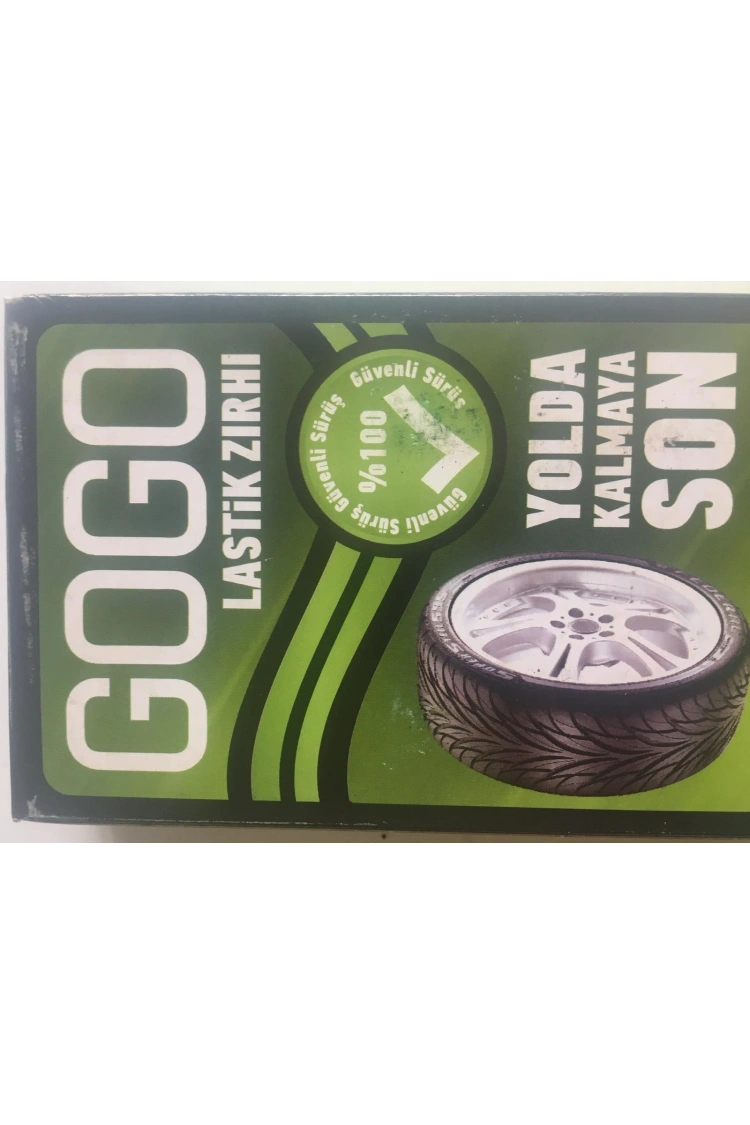 GOGO
LASTiK ZIRHI
Güvenli Sürüş Güvenli Sürüş Güvenli Sürüş
%100
YOLDA
KALMAYA
SON